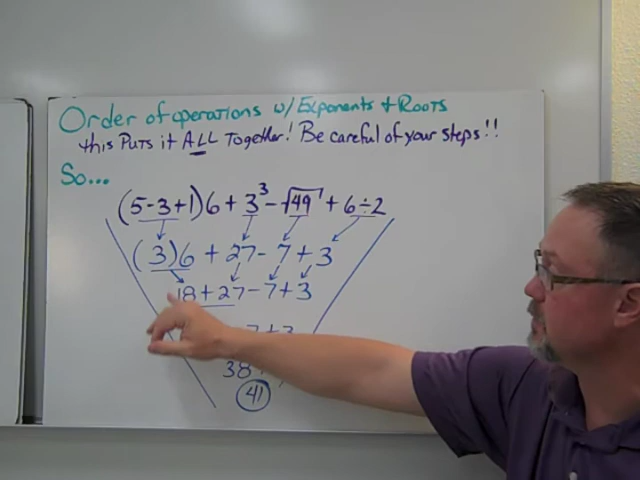 Order of operations w/ Exponents & Roots
this Puts it ALL Together! Be careful of your steps!!
So...
(5-3+1)6 + 3³ - √49 + 6÷2
(3)6 + 27 - 7 + 3
18 + 27 - 7 + 3
7 + 3
38 +
41